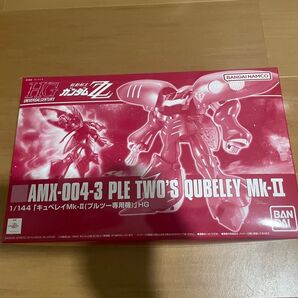 HG
UNIVERSAL CENTURY
機動戦士
ガンダムZZ
BANDAI NAMCO
AMX-004-3 PLE TWO'S QUBELEY Mk-II
1/144「キュベレイMk-II(プルツー専用機)」HG
BAN
DAI